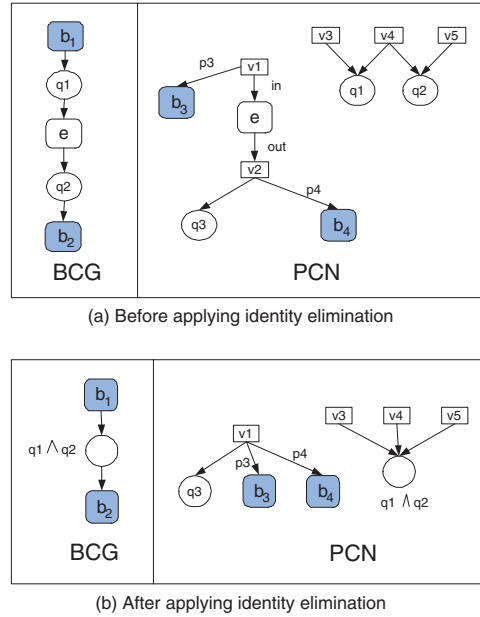 b1
q1
e
q2
b2
BCG
p3
v1
b3
in
e
out
v2
p4
q3
b4
v3
v4
v5
q1
q2
PCN
(a) Before applying identity elimination
b1
q1 ∧ q2
b2
BCG
v1
p3
p4
q3
b3
b4
v3
v4
v5
q1 ∧ q2
PCN
(b) After applying identity elimination